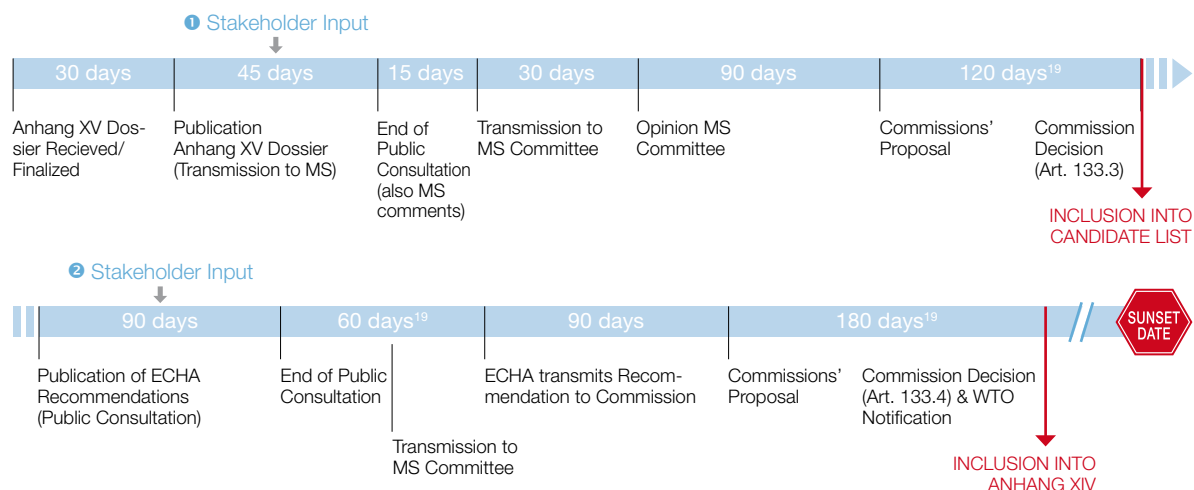 ❶ Stakeholder Input
30 days
45 days
15 days
30 days
90 days
120 days¹⁹
Anhang XV Dos-
sier Recieved/
Finalized
Publication
Anhang XV Dossier
(Transmission to MS)
End of
Public
Consultation
(also MS
comments)
Transmission to
MS Committee
Opinion MS
Committee
Commissions’
Proposal
Commission
Decision
(Art. 133.3)
INCLUSION INTO
CANDIDATE LIST
❷ Stakeholder Input
90 days
60 days¹⁹
90 days
180 days¹⁹
SUNSET
DATE
Publication of ECHA
Recommendations
(Public Consultation)
End of Public
Consultation
Transmission to
MS Committee
ECHA transmits Recom-
mendation to Commission
Commissions’
Proposal
Commission Decision
(Art. 133.4) & WTO
Notification
INCLUSION INTO
ANHANG XIV